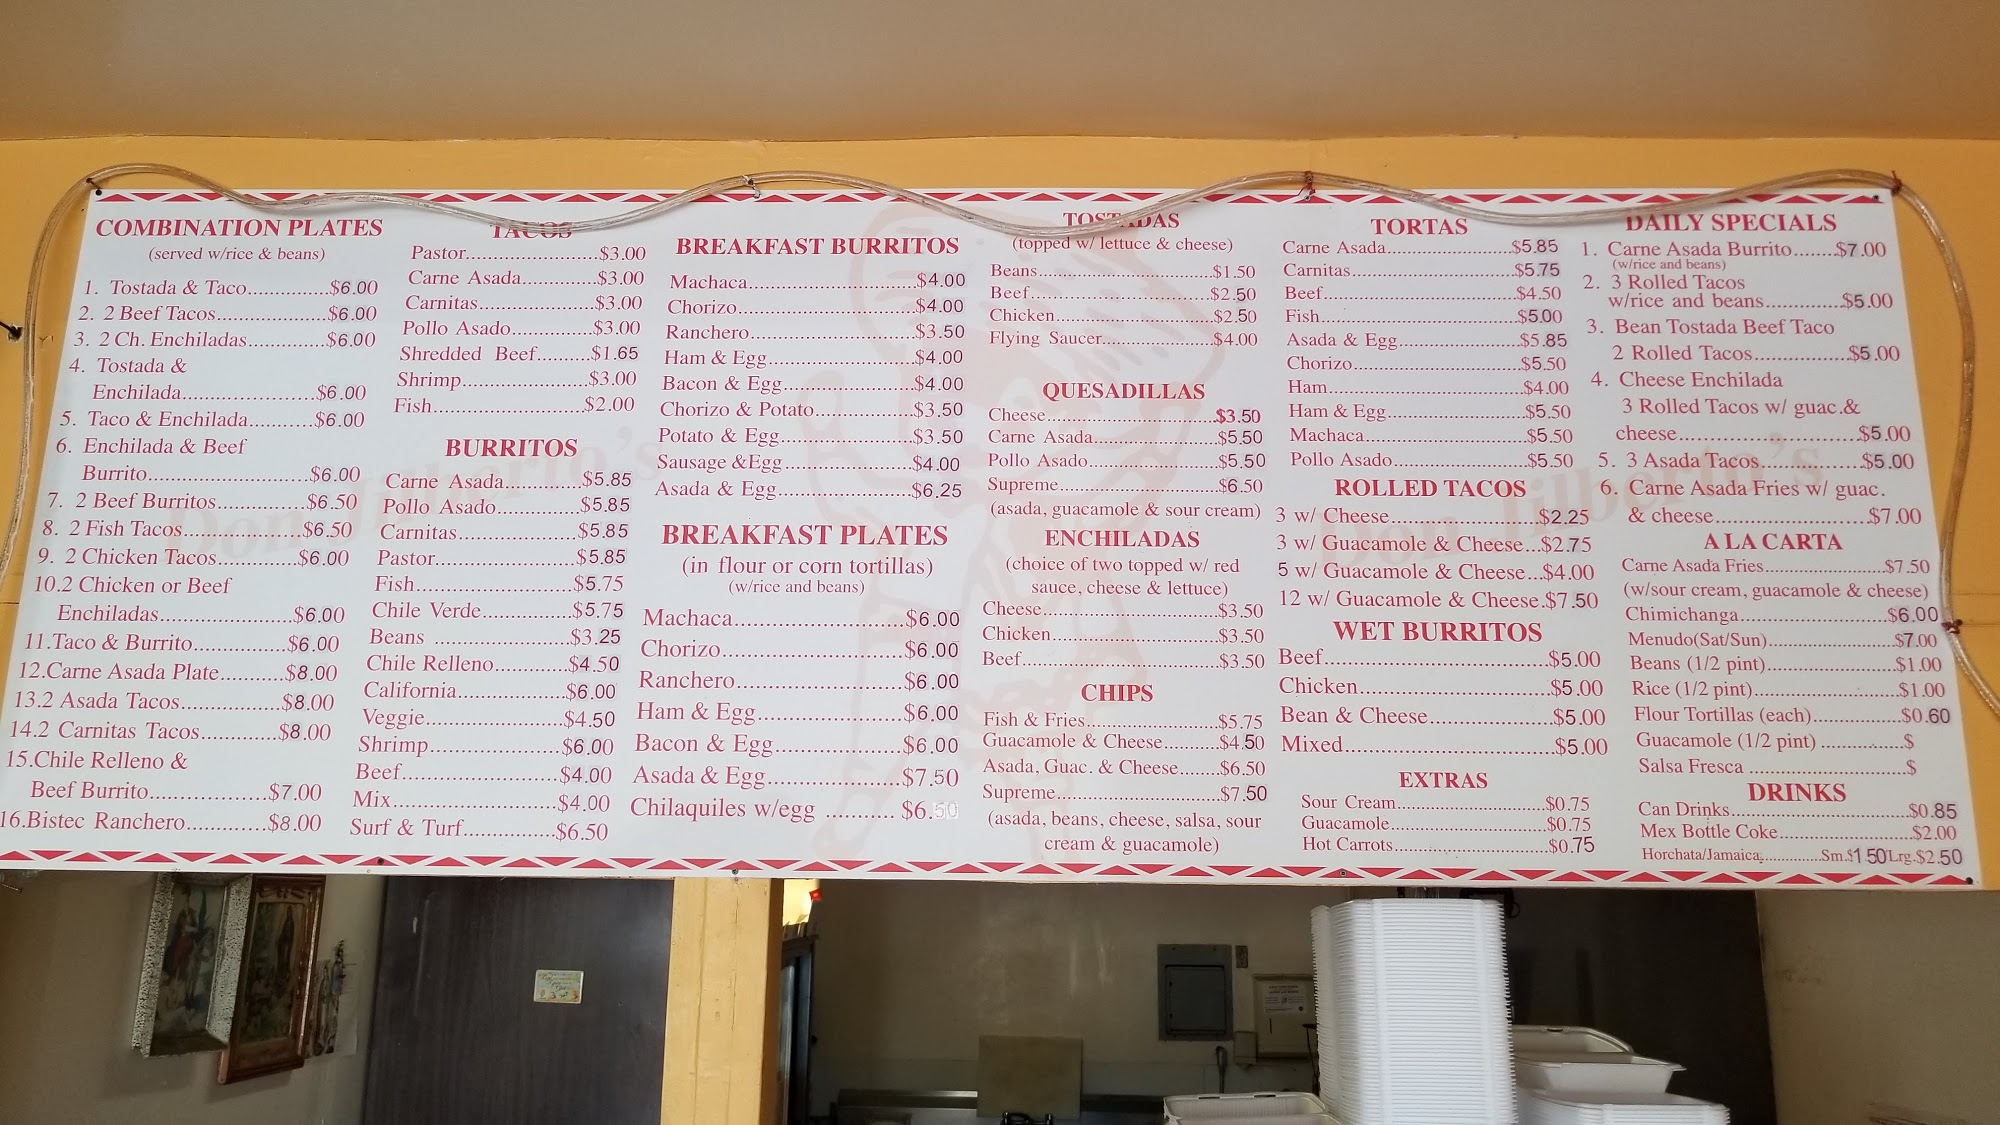 COMBINATION PLATES
(served w/rice & beans)
1. Tostada & Taco..............$6.00
2. 2 Beef Tacos...................$6.00
3. 2 Ch. Enchiladas..............$6.00
4. Tostada &
Enchilada.......................$6.00
5. Taco & Enchilada...........$6.00
6. Enchilada & Beef
Burrito............................$6.00
7. 2 Beef Burritos...............$6.50
8. 2 Fish Tacos....................$6.50
9. 2 Chicken Tacos..............$6.00
10.2 Chicken or Beef
Enchiladas.......................$6.00
11.Taco & Burrito................$6.00
12.Carne Asada Plate...........$8.00
13.2 Asada Tacos.................$8.00
14.2 Carnitas Tacos.............$8.00
15.Chile Relleno &
Beef Burrito....................$7.00
16.Bistec Ranchero.............$8.00
TACOS
Pastor.......................$3.00
Carne Asada.............$3.00
Carnitas....................$3.00
Pollo Asado..............$3.00
Shredded Beef.........$1.65
Shrimp......................$3.00
Fish..........................$2.00
BURRITOS
Carne Asada.............$5.85
Pollo Asado..............$5.85
Carnitas....................$5.85
Pastor.......................$5.85
Fish..........................$5.75
Chile Verde...............$5.75
Beans .......................$3.25
Chile Relleno............$4.50
California..................$6.00
Veggie.......................$4.50
Shrimp......................$6.00
Beef..........................$4.00
Mix...........................$4.00
Surf & Turf...............$6.50
BREAKFAST BURRITOS
Machaca............................$4.00
Chorizo..............................$4.00
Ranchero............................$3.50
Ham & Egg.......................$4.00
Bacon & Egg.....................$4.00
Chorizo & Potato...............$3.50
Potato & Egg.....................$3.50
Sausage &Egg....................$4.00
Asada & Egg......................$6.25
BREAKFAST PLATES
(in flour or corn tortillas)
(w/rice and beans)
Machaca.......................$6.00
Chorizo.........................$6.00
Ranchero.......................$6.00
Ham & Egg...................$6.00
Bacon & Egg.................$6.00
Asada & Egg.................$7.50
Chilaquiles w/egg ........... $6.50
TOSTADAS
(topped w/ lettuce & cheese)
Beans..................................$1.50
Beef....................................$2.50
Chicken..............................$2.50
Flying Saucer.....................$4.00
QUESADILLAS
Cheese................................$3.50
Carne Asada.......................$5.50
Pollo Asado........................$5.50
Supreme.............................$6.50
(asada, guacamole & sour cream)
ENCHILADAS
(choice of two topped w/ red
sauce, cheese & lettuce)
Cheese................................$3.50
Chicken..............................$3.50
Beef....................................$3.50
CHIPS
Fish & Fries.......................$5.75
Guacamole & Cheese.........$4.50
Asada, Guac. & Cheese......$6.50
Supreme.............................$7.50
(asada, beans, cheese, salsa, sour
cream & guacamole)
TORTAS
Carne Asada.......................$5.85
Carnitas..............................$5.75
Beef....................................$4.50
Fish....................................$5.00
Asada & Egg......................$5.85
Chorizo..............................$5.50
Ham...................................$4.00
Ham & Egg........................$5.50
Machaca.............................$5.50
Pollo Asado........................$5.50
ROLLED TACOS
3 w/ Cheese........................$2.25
3 w/ Guacamole & Cheese...$2.75
5 w/ Guacamole & Cheese...$4.00
12 w/ Guacamole & Cheese.$7.50
WET BURRITOS
Beef....................................$5.00
Chicken..............................$5.00
Bean & Cheese...................$5.00
Mixed.................................$5.00
EXTRAS
Sour Cream.........................$0.75
Guacamole..........................$0.75
Hot Carrots.........................$0.75
DAILY SPECIALS
1. Carne Asada Burrito........$7.00
(w/rice and beans)
2. 3 Rolled Tacos
w/rice and beans..............$5.00
3. Bean Tostada Beef Taco
2 Rolled Tacos.................$5.00
4. Cheese Enchilada
3 Rolled Tacos w/ guac.&
cheese...............................$5.00
5. 3 Asada Tacos..................$5.00
6. Carne Asada Fries w/ guac.
& cheese..........................$7.00
A LA CARTA
Carne Asada Fries......................$7.50
(w/sour cream, guacamole & cheese)
Chimichanga............................$6.00
Menudo(Sat/Sun)......................$7.00
Beans (1/2 pint)........................$1.00
Rice (1/2 pint)...........................$1.00
Flour Tortillas (each)................$0.60
Guacamole (1/2 pint) ...............$
Salsa Fresca .............................$
DRINKS
Can Drinks................................$0.85
Mex Bottle Coke.......................$2.00
Horchata/Jamaica...............Sm.$1.50 Lrg.$2.50
Don Jilberto's
Don Jilberto's